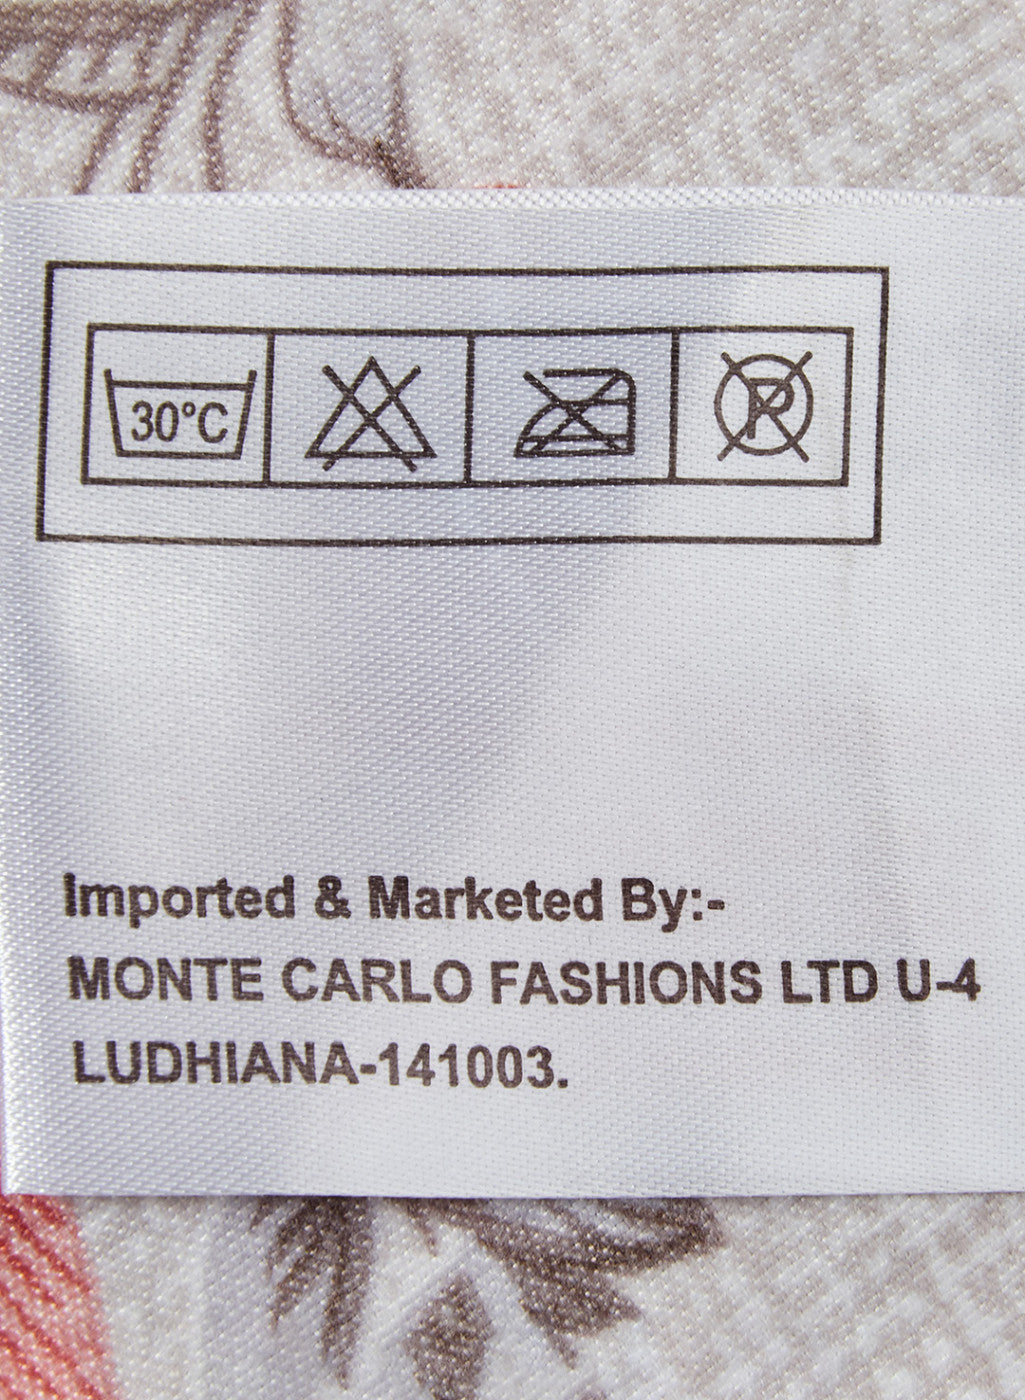 30°C
P
Imported & Marketed By:-
MONTE CARLO FASHIONS LTD U-4
LUDHIANA-141003.